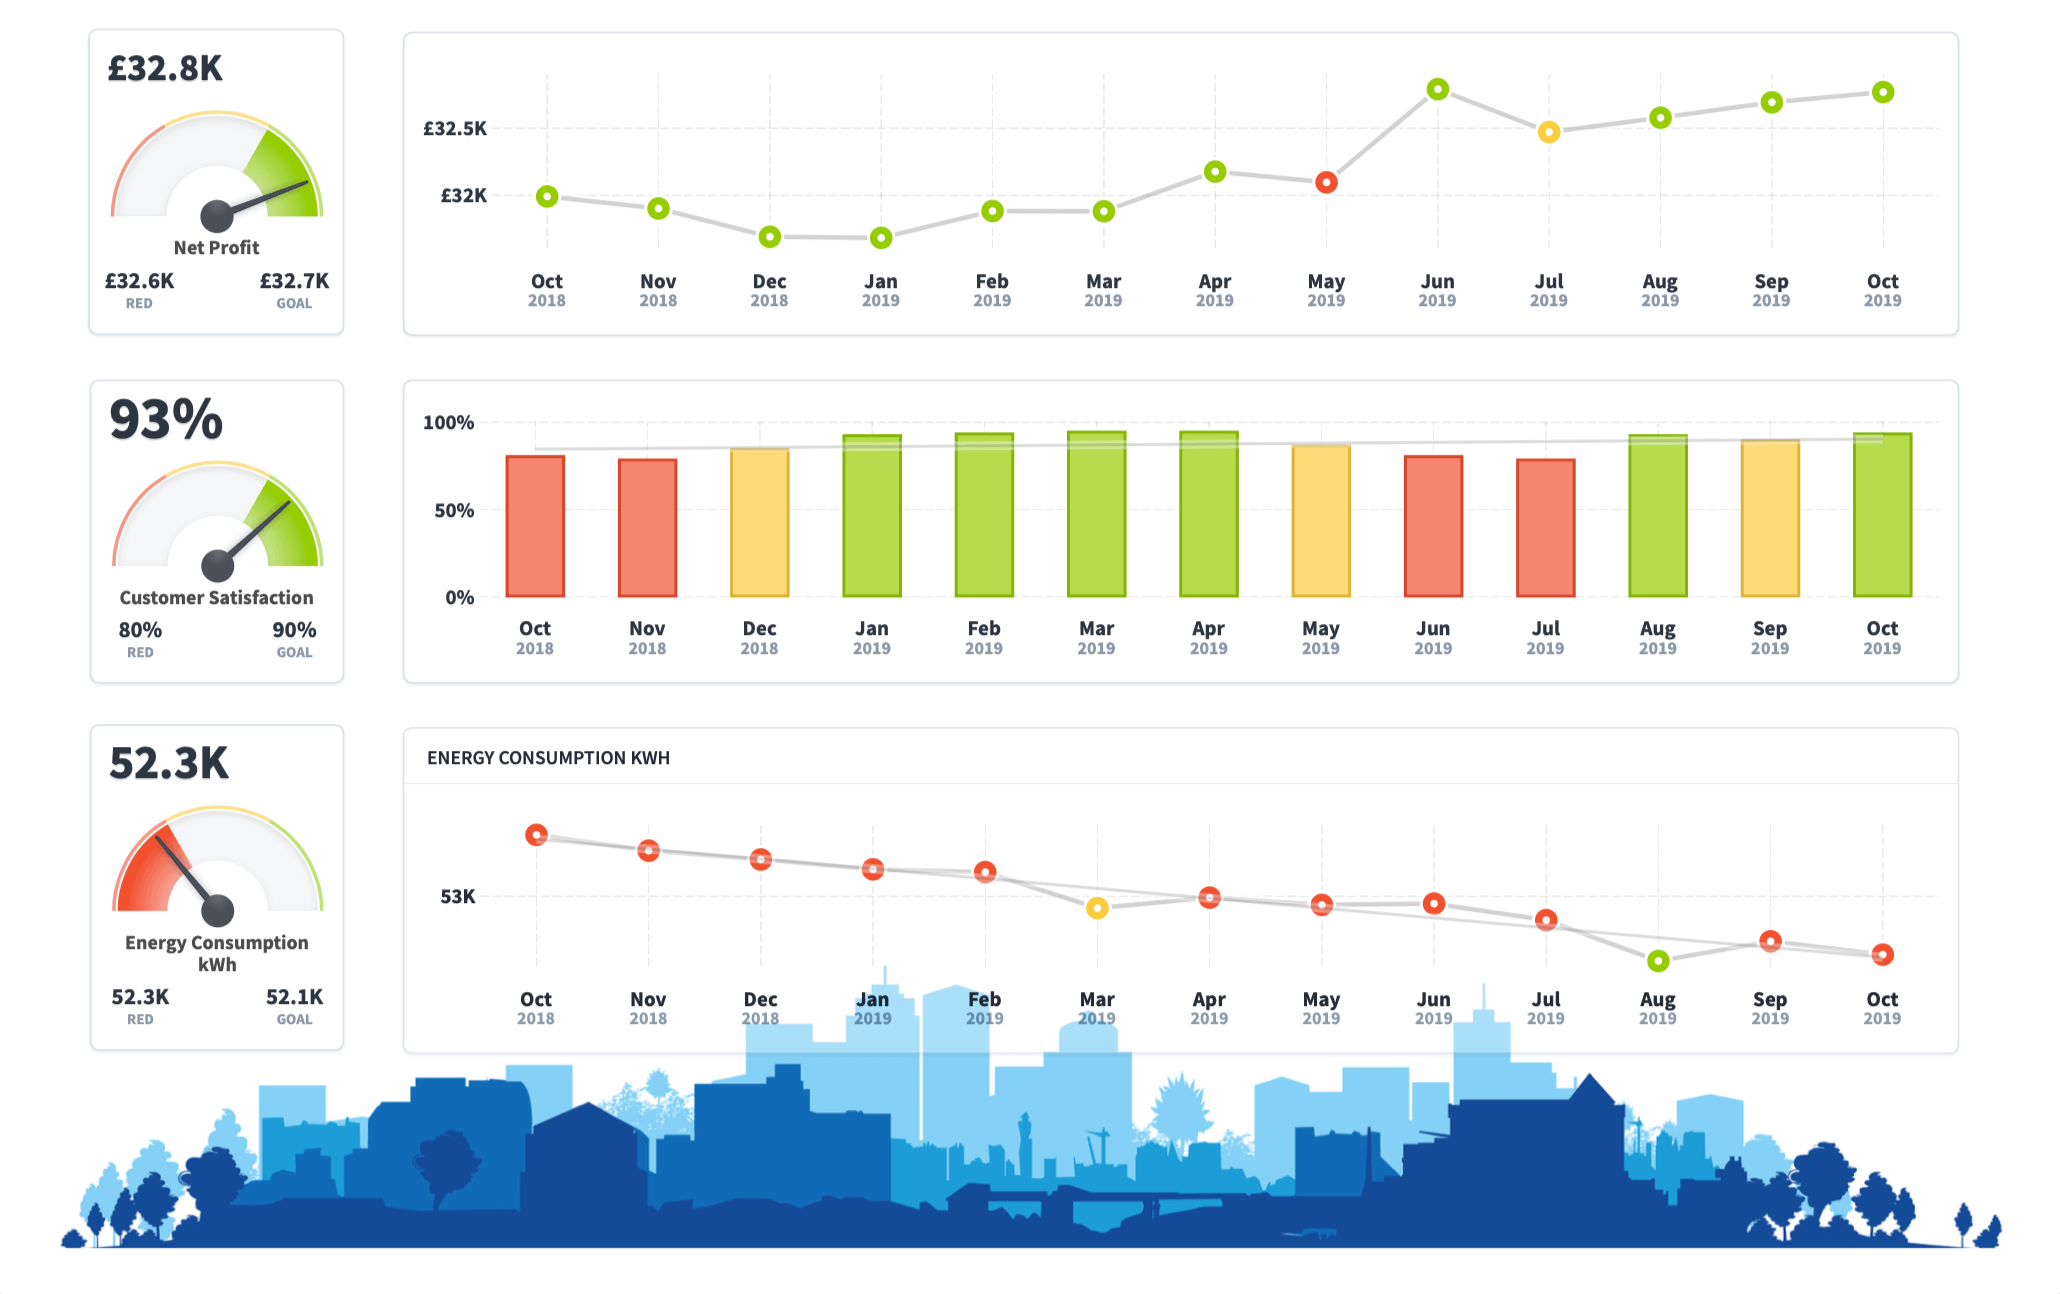 £32.8K
Net Profit
£32.6K £32.7K
RED GOAL
£32.5K
£32K
Oct Nov Dec Jan Feb Mar Apr May Jun Jul Aug Sep Oct
2018 2018 2018 2019 2019 2019 2019 2019 2019 2019 2019 2019 2019
93%
Customer Satisfaction
80% 90%
RED GOAL
100%
50%
0%
Oct Nov Dec Jan Feb Mar Apr May Jun Jul Aug Sep Oct
2018 2018 2018 2019 2019 2019 2019 2019 2019 2019 2019 2019 2019
52.3K
Energy Consumption
kWh
52.3K 52.1K
RED GOAL
ENERGY CONSUMPTION KWH
53K
Oct Nov Dec Jan Feb Mar Apr May Jun Jul Aug Sep Oct
2018 2018 2018 2019 2019 2019 2019 2019 2019 2019 2019 2019 2019